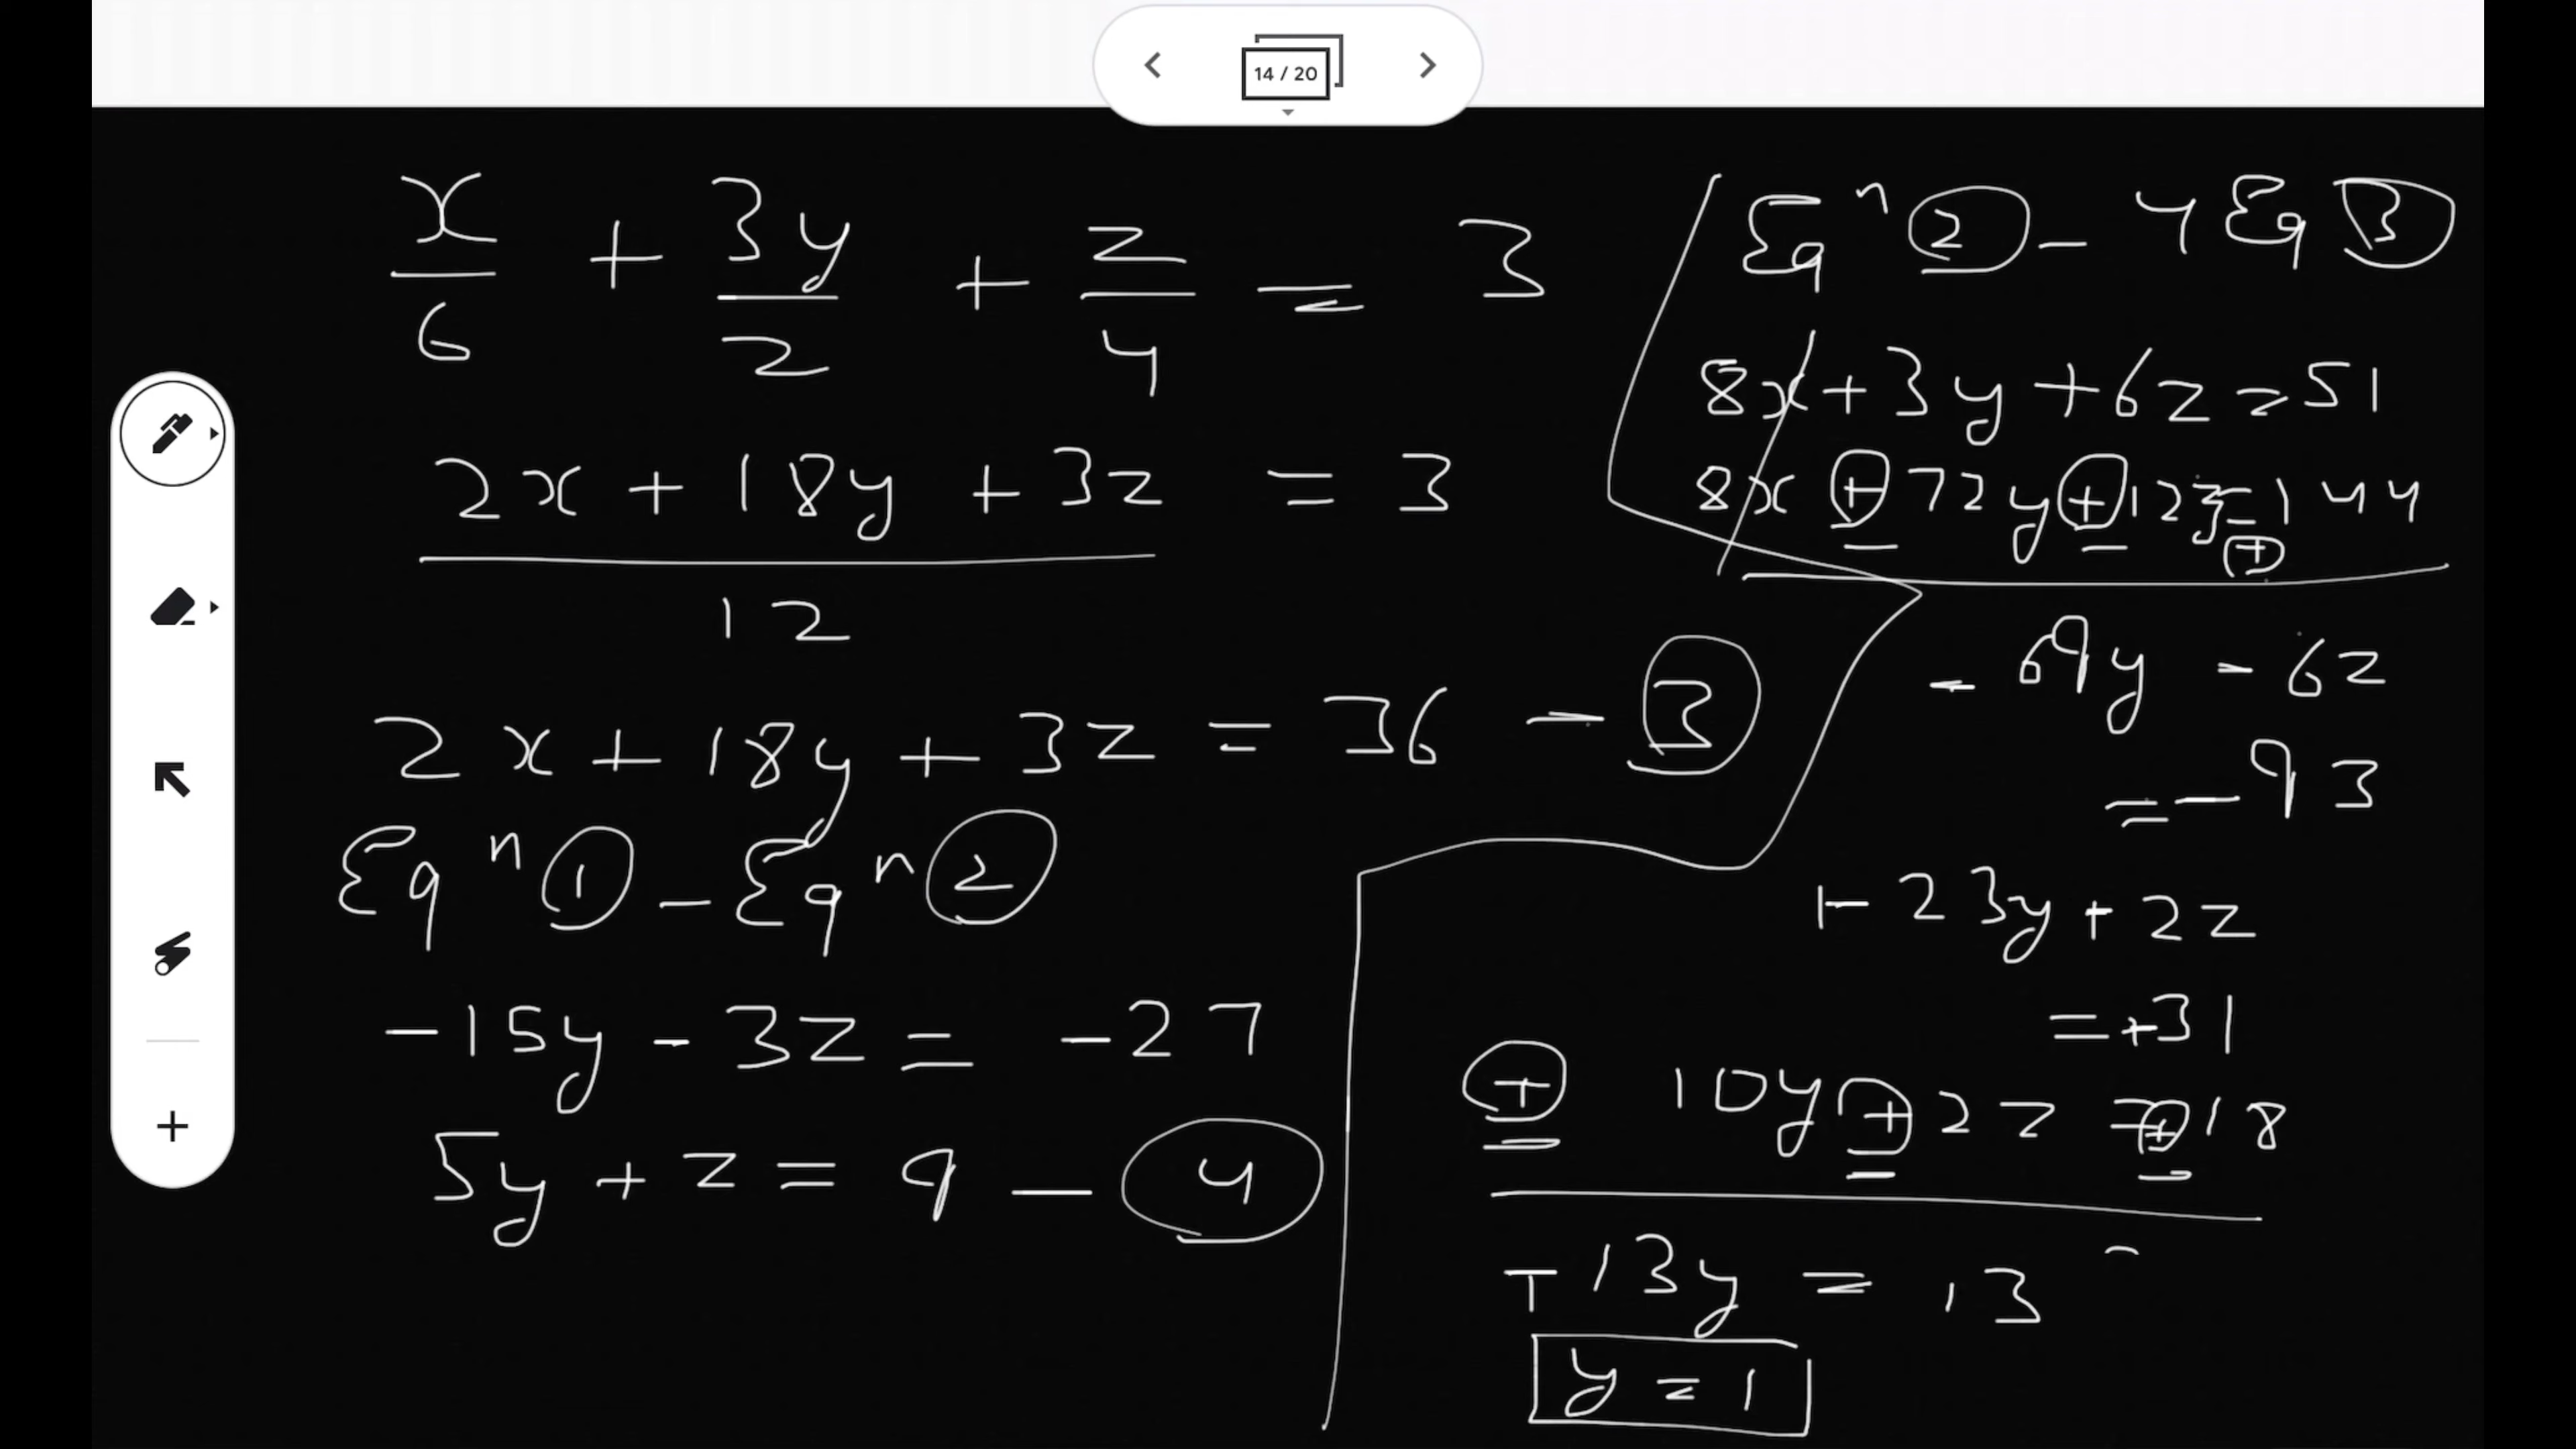 14 / 20
x/6 + 3y/2 + z/4 = 3
2x + 18y + 3z = 3
12
2x + 18y + 3z = 36 - ③
Eqⁿ ① - Eqⁿ ②
-15y - 3z = -27
5y + z = 9 - ④
Eqⁿ ② - 4 Eq ③
8x + 3y + 6z = 51
8x + 72y + 12z = 144
- 69y - 6z
= -93
+ 23y + 2z
= +31
+ 10y + 2z = + 18
+ 13y = 13
y = 1